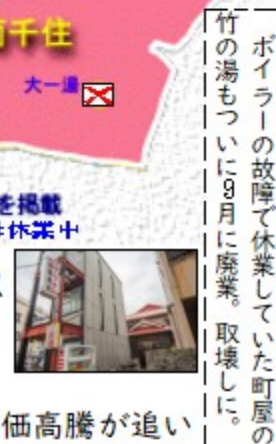 ボイラーの故障で休業していた町屋の
竹の湯もついに9月に廃業。取壊しに。
南千住
大一湯
を掲載
休業中
価高騰が追い